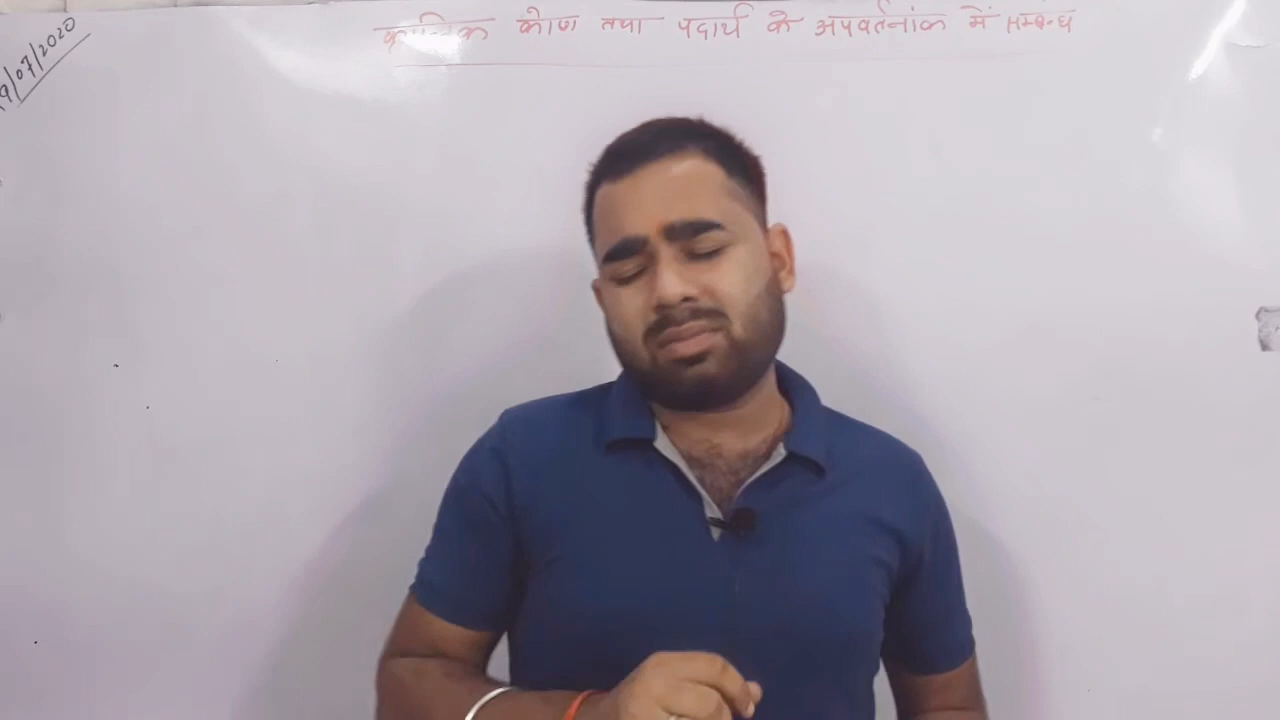 क्रान्तिक कोण तथा पदार्थ के अपवर्तनांक में सम्बन्ध
9/07/2020